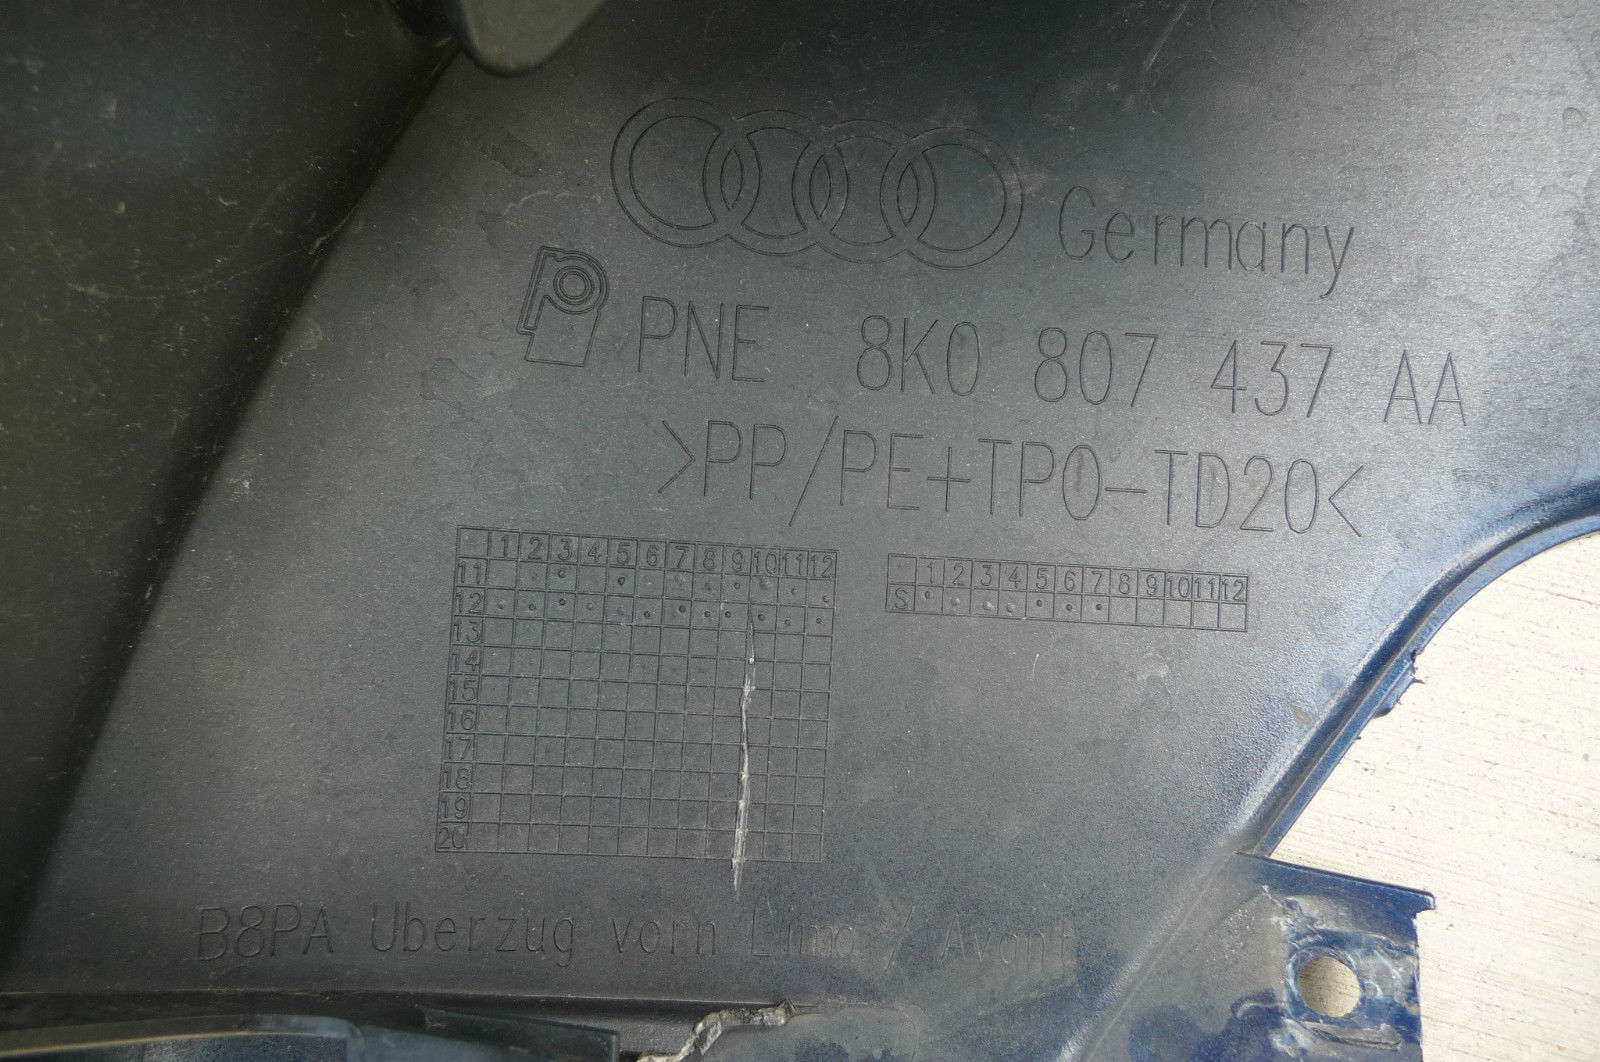 Germany
PNE 8K0 807 437 AA
>PP/PE+TPO-TD20<
- 1 2 3 4 5 6 7 8 9 10 11 12
11
12
13
14
15
16
17
18
19
20
1 2 3 4 5 6 7 8 9 10 11 12
S
B8PA Uberzug vorn Limo / Avant